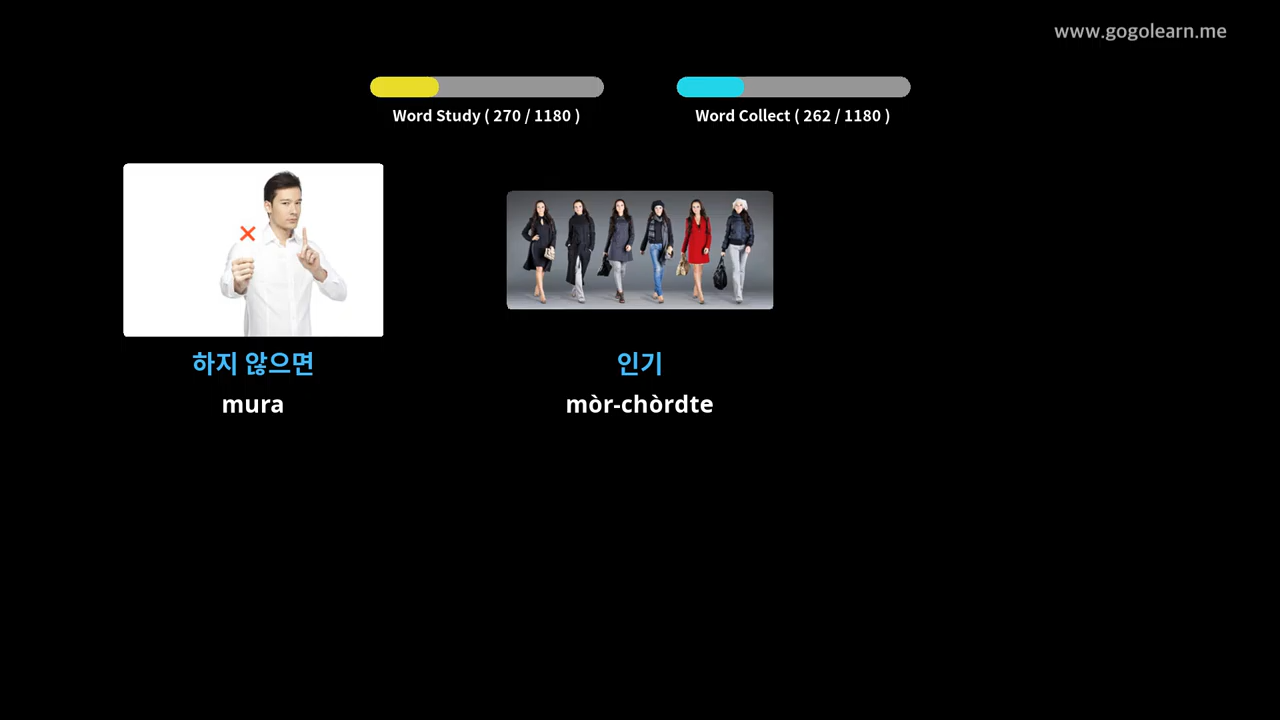 www.gogolearn.me
Word Study ( 270 / 1180 )
Word Collect ( 262 / 1180 )
하지 않으면
mura
인기
mòr-chòrdte